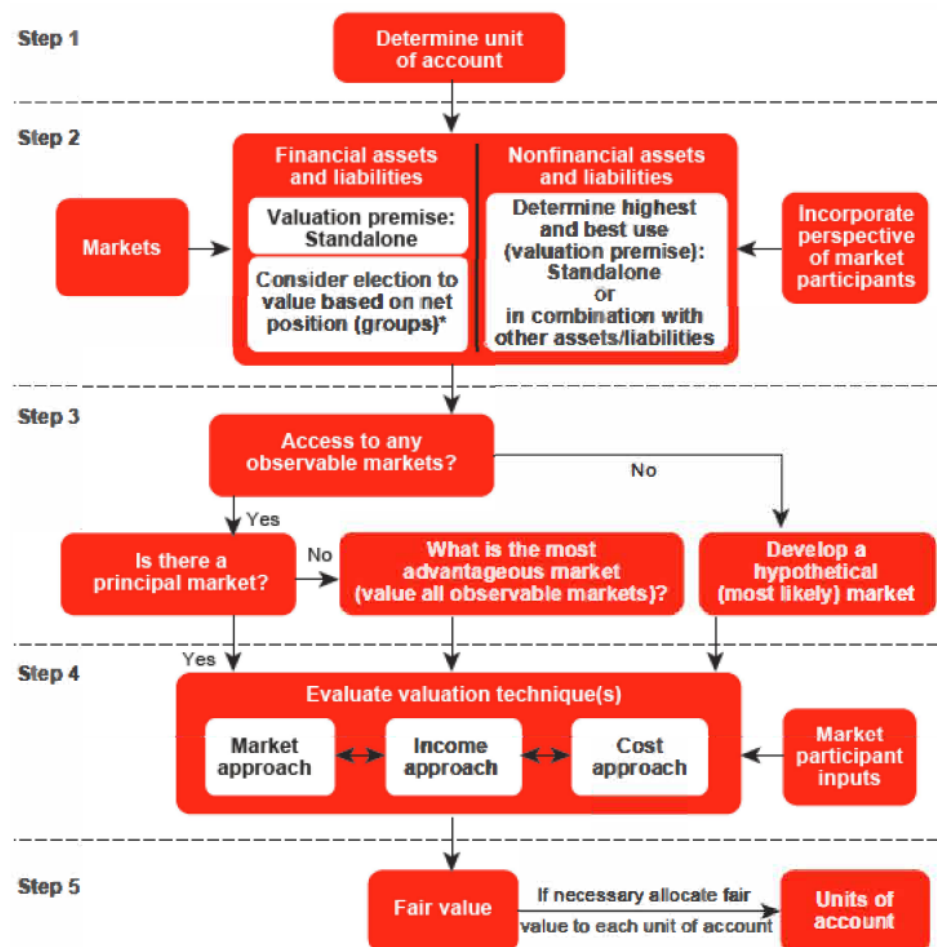 Step 1
Determine unit
of account
Step 2
Financial assets
and liabilities
Valuation premise:
Standalone
Consider election to
value based on net
position (groups)*
Nonfinancial assets
and liabilities
Determine highest
and best use
(valuation premise):
Standalone
or
in combination with
other assets/liabilities
Markets
Incorporate
perspective
of market
participants
Step 3
Access to any
observable markets?
No
Yes
Is there a
principal market?
No
What is the most
advantageous market
(value all observable markets)?
Develop a
hypothetical
(most likely) market
Yes
Step 4
Evaluate valuation technique(s)
Market
approach
Income
approach
Cost
approach
Market
participant
inputs
Step 5
Fair value
If necessary allocate fair
value to each unit of account
Units of
account